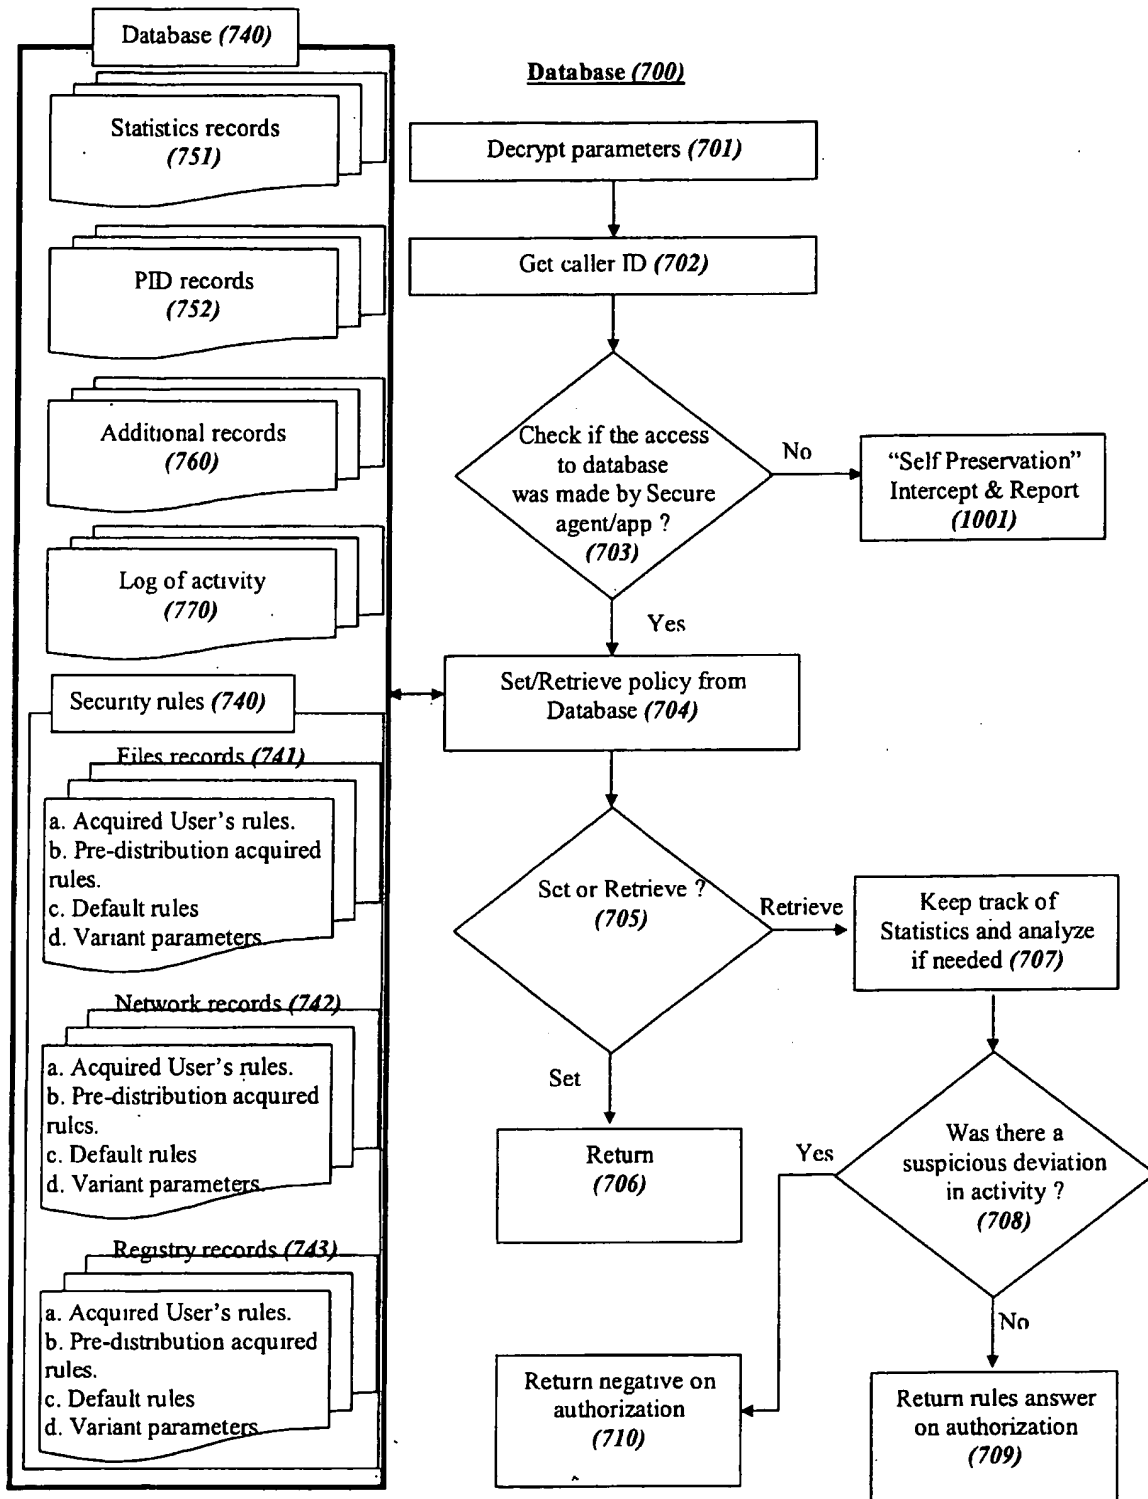 Database (740)
Statistics records
(751)
PID records
(752)
Additional records
(760)
Log of activity
(770)
Security rules (740)
Files records (741)
a. Acquired User's rules.
b. Pre-distribution acquired
rules.
c. Default rules
d. Variant parameters
Network records (742)
a. Acquired User's rules.
b. Pre-distribution acquired
rules.
c. Default rules
d. Variant parameters
Registry records (743)
a. Acquired User's rules.
b. Pre-distribution acquired
rules.
c. Default rules
d. Variant parameters
Database (700)
Decrypt parameters (701)
Get caller ID (702)
Check if the access
to database
was made by Secure
agent/app ?
(703)
No
“Self Preservation”
Intercept & Report
(1001)
Yes
Set/Retrieve policy from
Database (704)
Set or Retrieve ?
(705)
Retrieve
Keep track of
Statistics and analyze
if needed (707)
Set
Return
(706)
Was there a
suspicious deviation
in activity ?
(708)
Yes
No
Return negative on
authorization
(710)
Return rules answer
on authorization
(709)